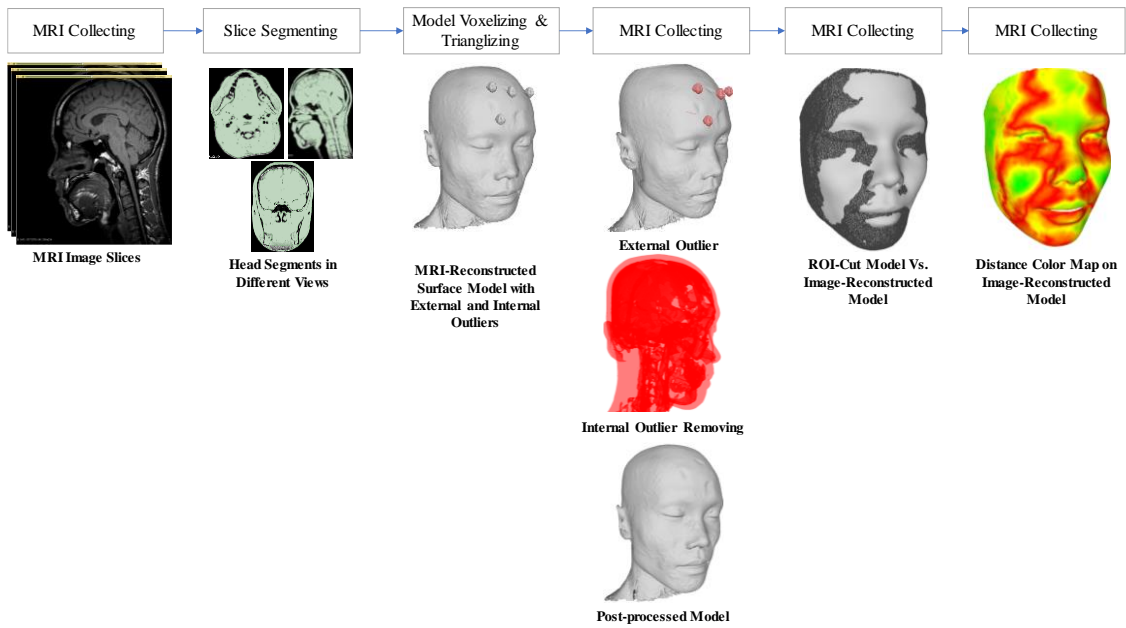 MRI Collecting
Slice Segmenting
Model Voxelizing &
Trianglizing
MRI Collecting
MRI Collecting
MRI Collecting
MRI Image Slices
Head Segments in
Different Views
MRI-Reconstructed
Surface Model with
External and Internal
Outliers
External Outlier
Internal Outlier Removing
Post-processed Model
ROI-Cut Model Vs.
Image-Reconstructed
Model
Distance Color Map on
Image-Reconstructed
Model